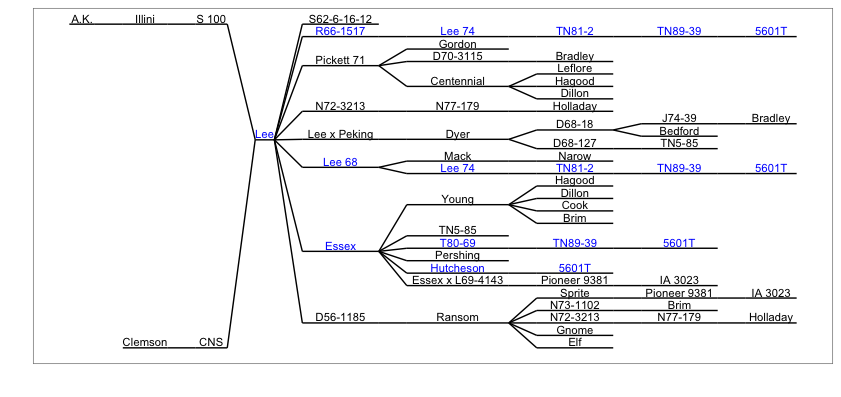 A.K. Illini S 100 S62-6-16-12
R66-1517 Lee 74 TN81-2 TN89-39 5601T
Gordon
Pickett 71 D70-3115 Bradley
Leflore
Centennial Hagood
Dillon
N72-3213 N77-179 Holladay
J74-39 Bradley
D68-18
Lee Lee x Peking Dyer Bedford
D68-127 TN5-85
Mack Narow
Lee 68 Lee 74 TN81-2 TN89-39 5601T
Hagood
Young Dillon
Cook
Brim
TN5-85
Essex T80-69 TN89-39 5601T
Pershing
Hutcheson 5601T
Essex x L69-4143 Pioneer 9381 IA 3023
Sprite Pioneer 9381 IA 3023
N73-1102 Brim
D56-1185 Ransom N72-3213 N77-179 Holladay
Gnome
Clemson CNS Elf